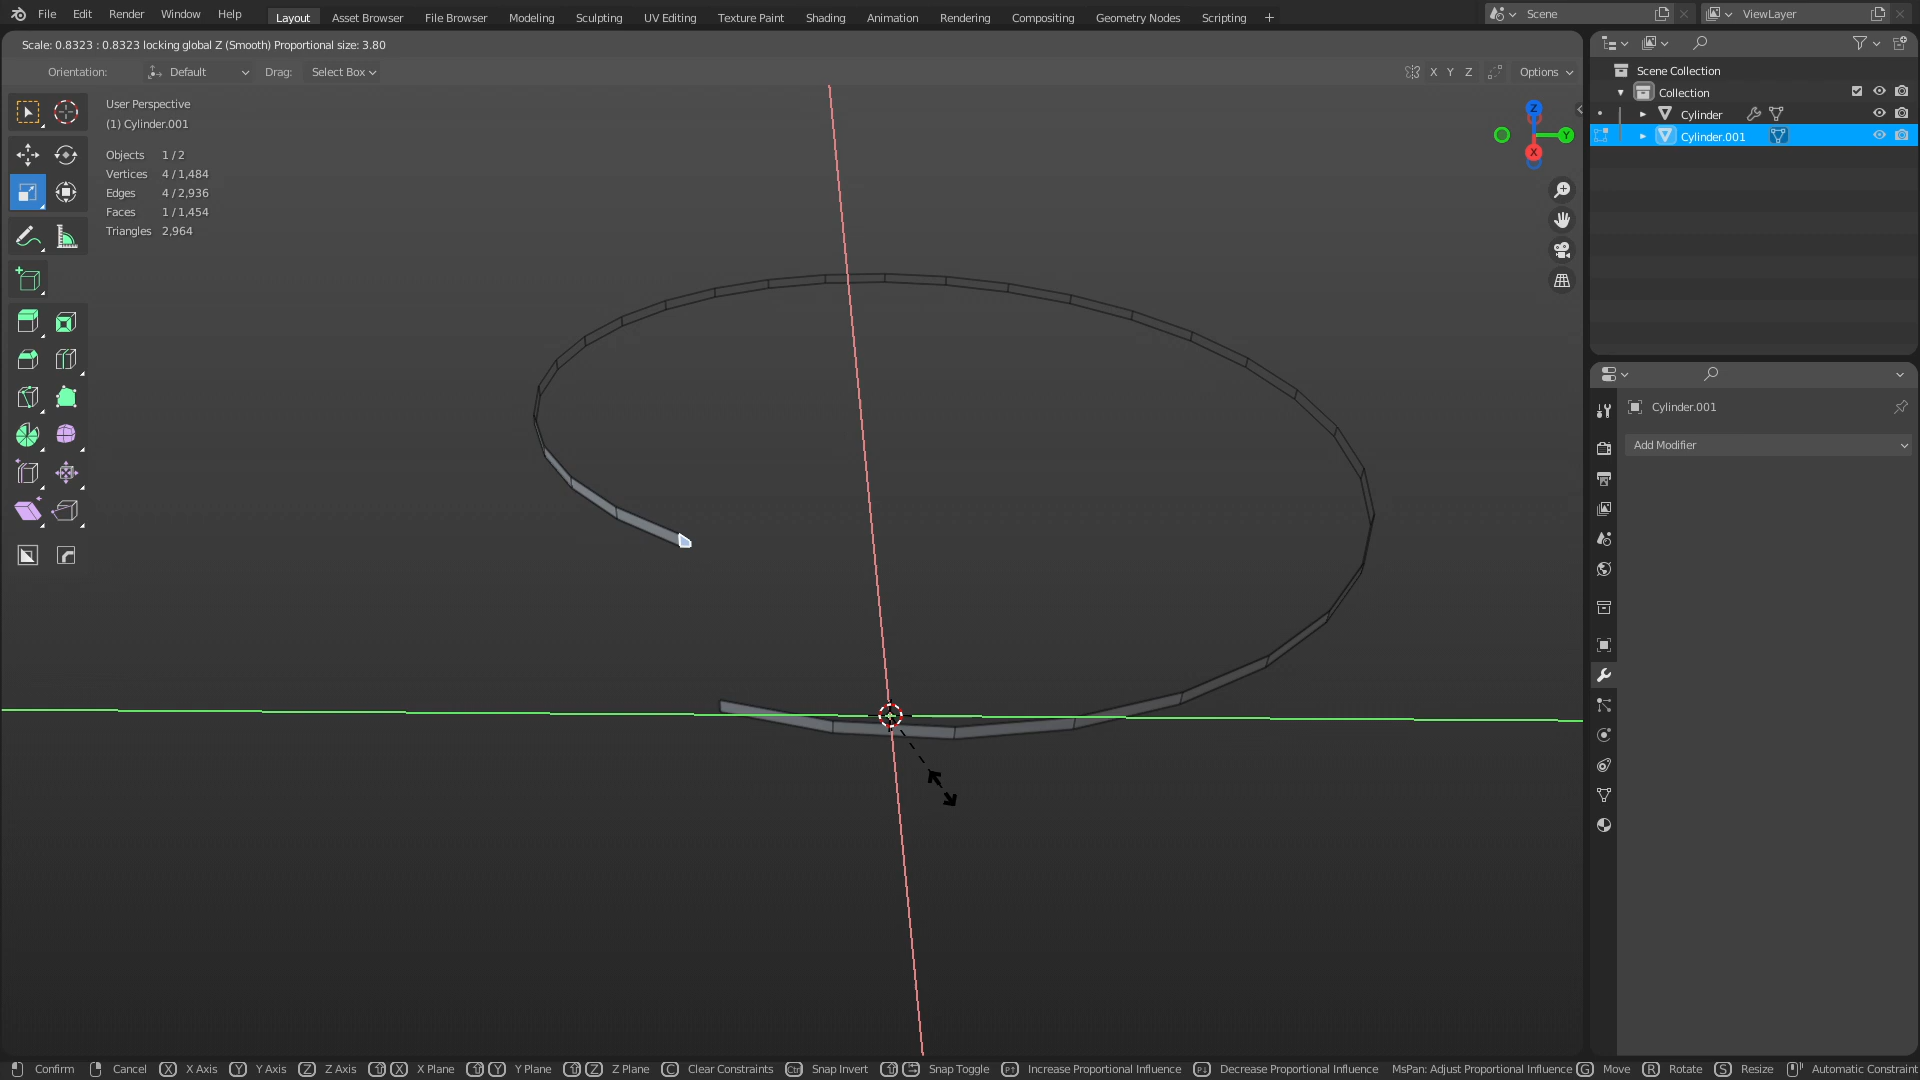 File Edit Render Window Help Layout Asset Browser File Browser Modeling Sculpting UV Editing Texture Paint Shading Animation Rendering Compositing Geometry Nodes Scripting + Scene ViewLayer
Scale: 0.8323 : 0.8323 locking global Z (Smooth) Proportional size: 3.80
Orientation: Default Drag: Select Box X Y Z Options
User Perspective
(1) Cylinder.001
Objects 1 / 2
Vertices 4 / 1,484
Edges 4 / 2,936
Faces 1 / 1,454
Triangles 2,964
Z
Y
X
Scene Collection
Collection
Cylinder
Cylinder.001
Cylinder.001
Add Modifier
Confirm Cancel X X Axis Y Y Axis Z Z Axis X X Plane Y Y Plane Z Z Plane C Clear Constraints Ctrl Snap Invert Snap Toggle Increase Proportional Influence Decrease Proportional Influence MsPan: Adjust Proportional Influence G Move R Rotate S Resize Automatic Constraint